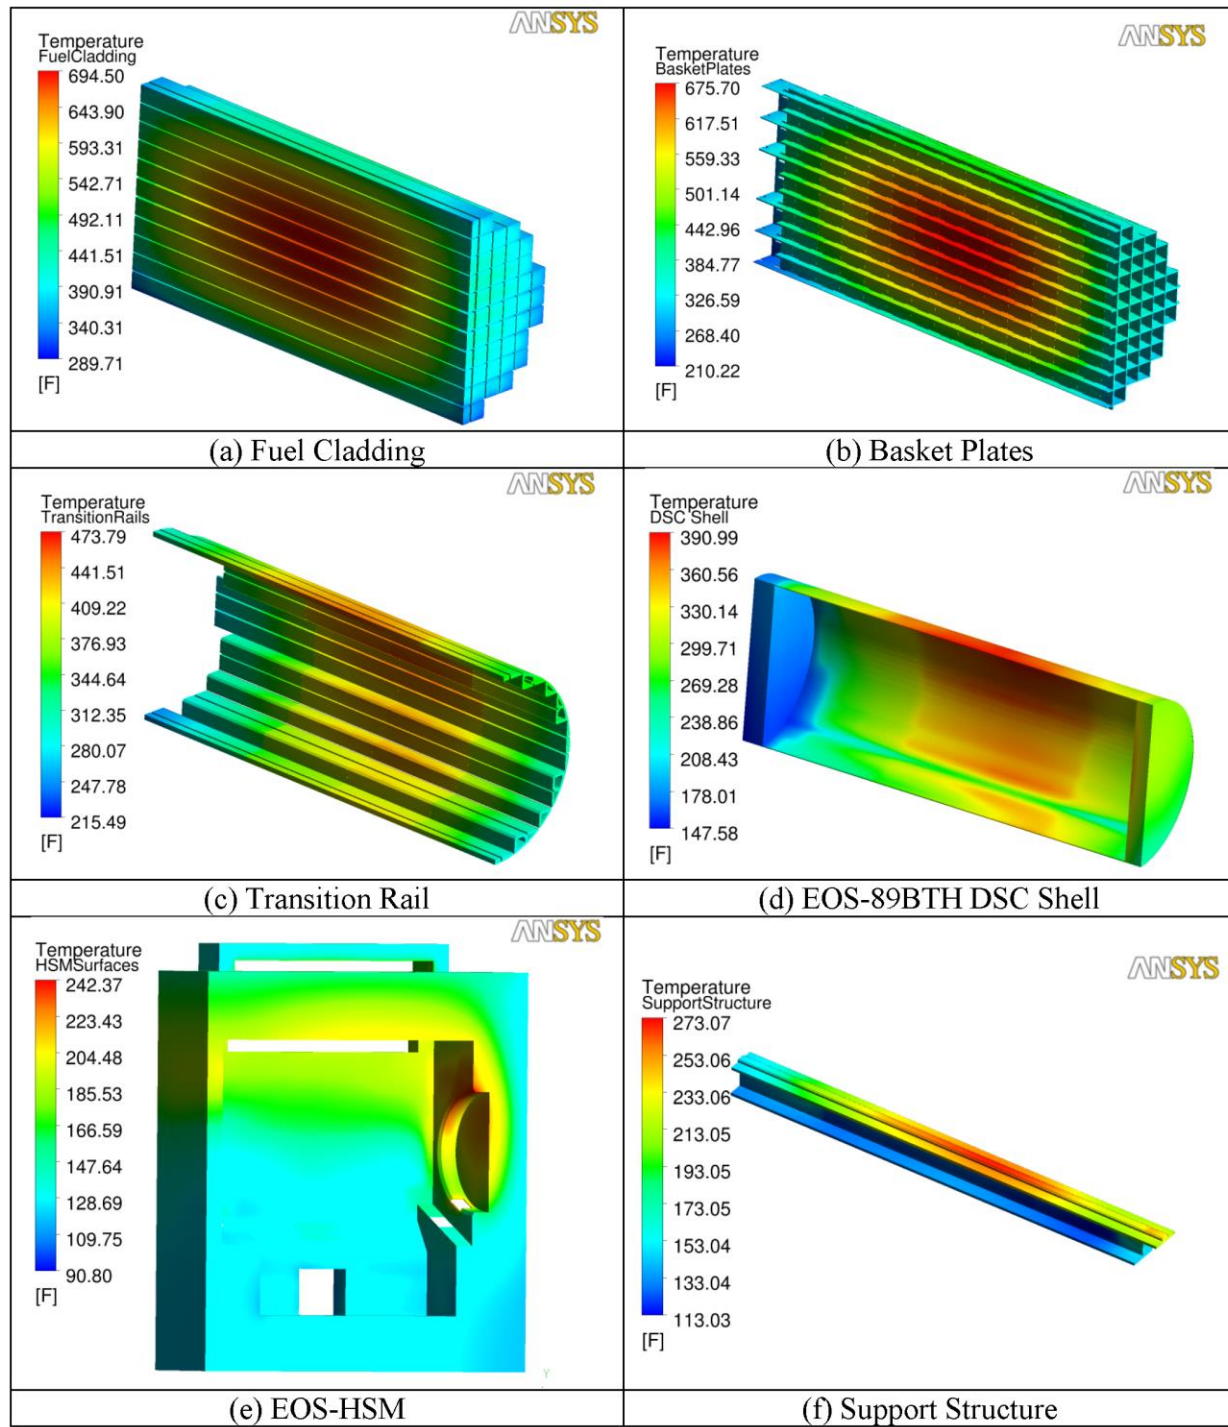 ANSYS
Temperature
FuelCladding
694.50
643.90
593.31
542.71
492.11
441.51
390.91
340.31
289.71
[F]
(a) Fuel Cladding
ANSYS
Temperature
BasketPlates
675.70
617.51
559.33
501.14
442.96
384.77
326.59
268.40
210.22
[F]
(b) Basket Plates
ANSYS
Temperature
TransitionRails
473.79
441.51
409.22
376.93
344.64
312.35
280.07
247.78
215.49
[F]
(c) Transition Rail
ANSYS
Temperature
DSC Shell
390.99
360.56
330.14
299.71
269.28
238.86
208.43
178.01
147.58
[F]
(d) EOS-89BTH DSC Shell
ANSYS
Temperature
HSMSurfaces
242.37
223.43
204.48
185.53
166.59
147.64
128.69
109.75
90.80
[F]
Y
(e) EOS-HSM
ANSYS
Temperature
SupportStructure
273.07
253.06
233.06
213.05
193.05
173.05
153.04
133.04
113.03
[F]
(f) Support Structure